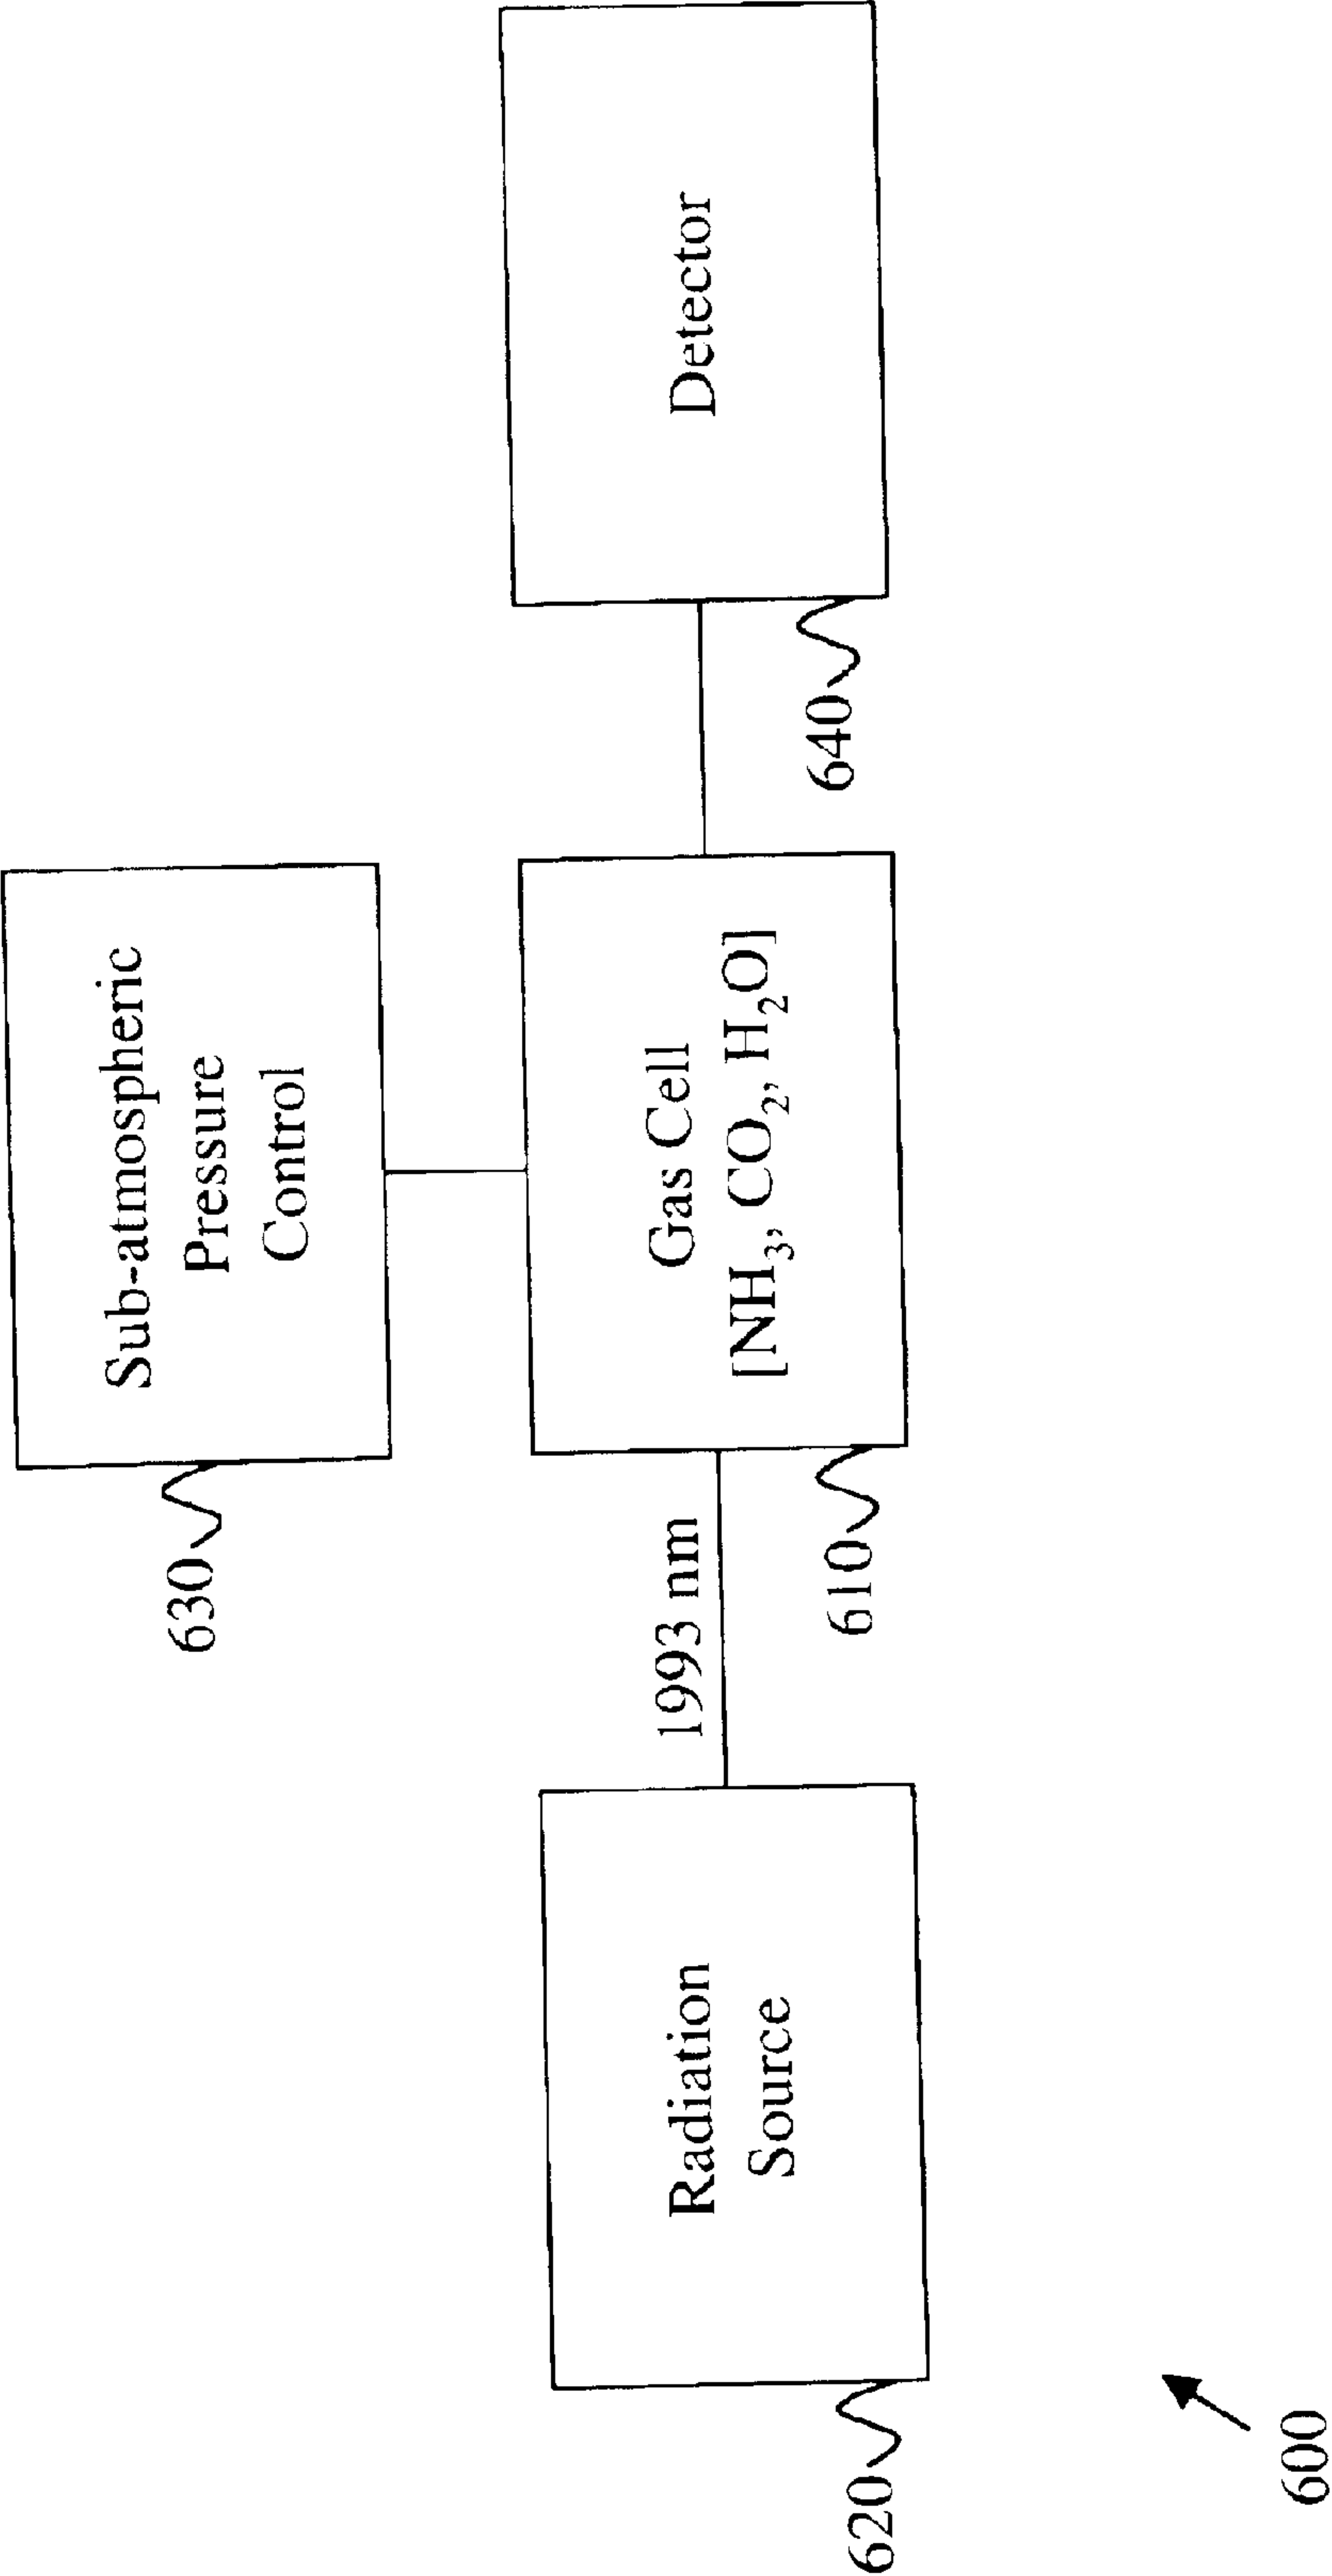 Sub-atmospheric
Pressure
Control
630
Radiation
Source
620
1993 nm
Gas Cell
[NH₃, CO₂, H₂O]
610
Detector
640
600